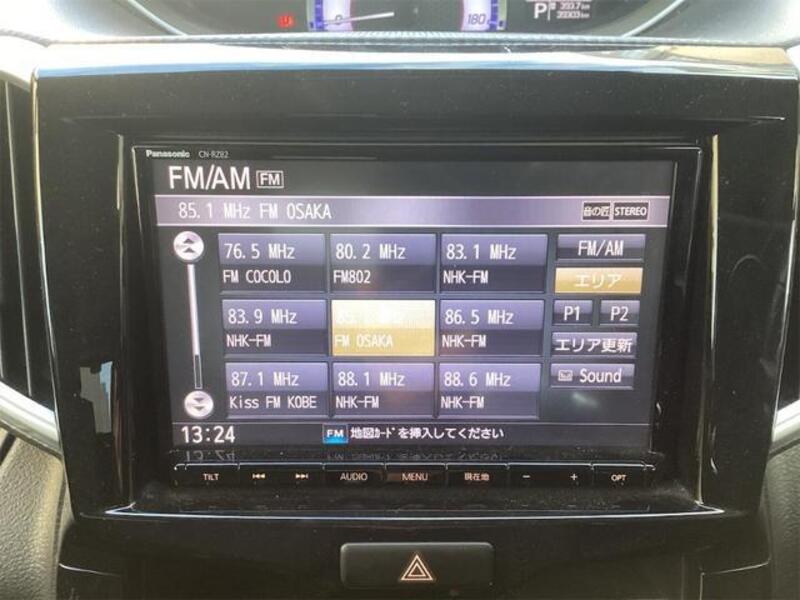 0
180
P
Panasonic CN-RZ82
FM/AM FM
85.1 MHz FM OSAKA 音の匠 STEREO
76.5 MHz 80.2 MHz 83.1 MHz FM/AM
FM COCOLO FM802 NHK-FM エリア
83.9 MHz 86.5 MHz P1 P2
NHK-FM FM OSAKA NHK-FM エリア更新
87.1 MHz 88.1 MHz 88.6 MHz Sound
Kiss FM KOBE NHK-FM NHK-FM
13:24 FM 地図ｶｰﾄﾞを挿入してください
TILT AUDIO MENU 現在地 − + OPT